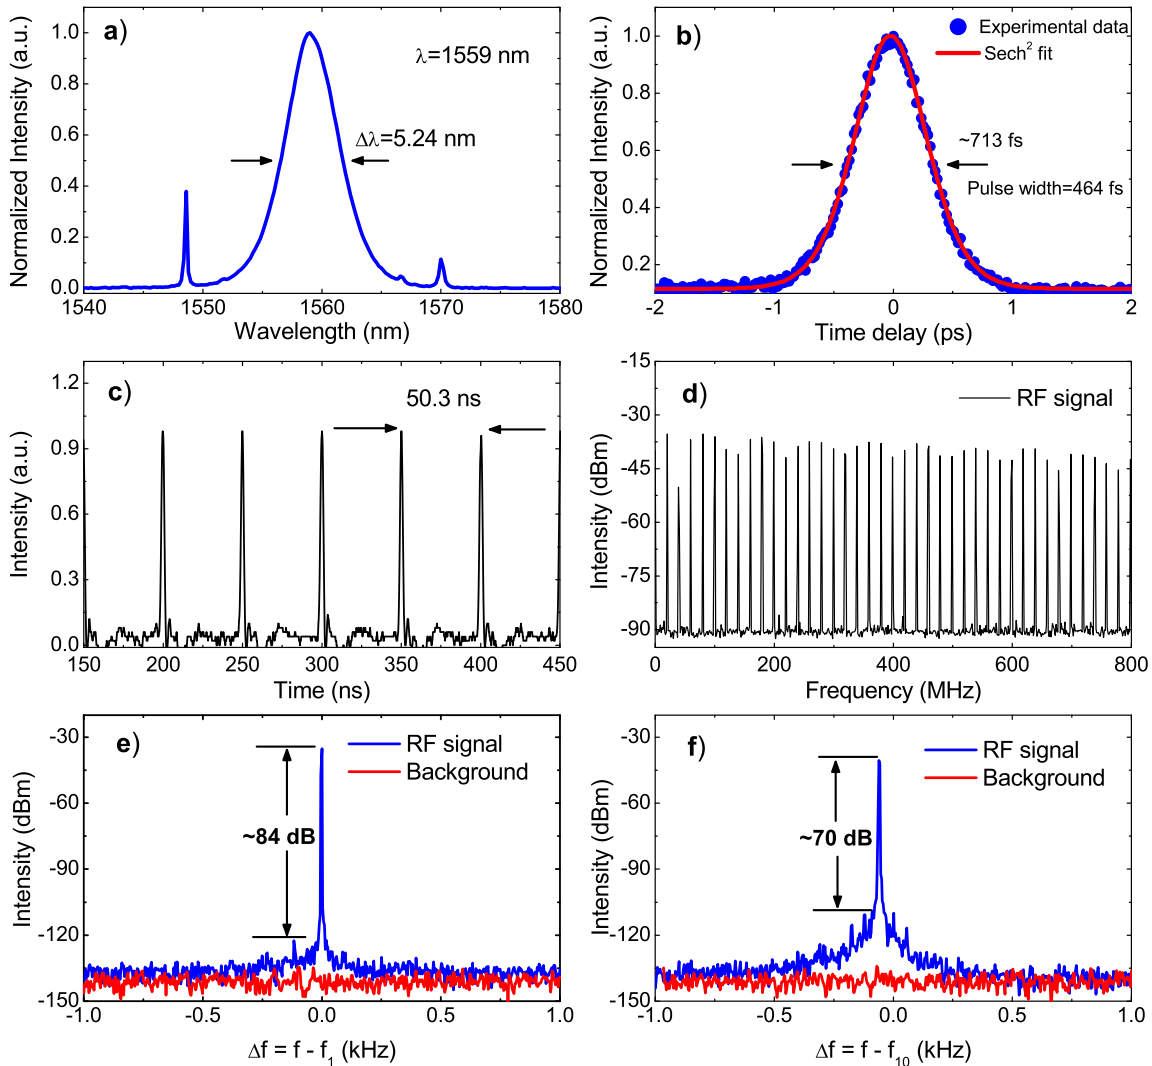 a)
λ=1559 nm
Δλ=5.24 nm
Normalized Intensity (a.u.)
1.0
0.8
0.6
0.4
0.2
0.0
1540
1550
1560
1570
1580
Wavelength (nm)
b)
Experimental data
Sech² fit
~713 fs
Pulse width=464 fs
Normalized Intensity (a.u.)
1.0
0.8
0.6
0.4
0.2
-2
-1
0
1
2
Time delay (ps)
c)
50.3 ns
Intensity (a.u.)
1.2
0.9
0.6
0.3
0.0
150
200
250
300
350
400
450
Time (ns)
d)
RF signal
Intensity (dBm)
-15
-30
-45
-60
-75
-90
0
200
400
600
800
Frequency (MHz)
e)
RF signal
Background
~84 dB
Intensity (dBm)
-30
-60
-90
-120
-150
-1.0
-0.5
0.0
0.5
1.0
Δf = f - f₁ (kHz)
f)
RF signal
Background
~70 dB
Intensity (dBm)
-30
-60
-90
-120
-150
-1.0
-0.5
0.0
0.5
1.0
Δf = f - f₁₀ (kHz)